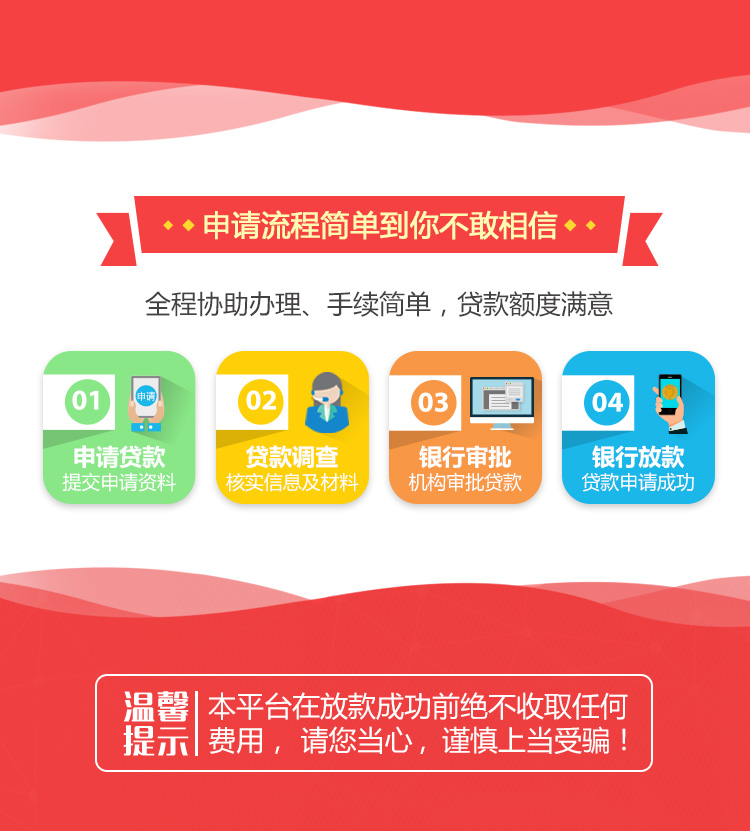 申请流程简单到你不敢相信
全程协助办理、手续简单，贷款额度满意
01
申请
申请贷款
提交申请资料
02
贷款调查
核实信息及材料
03
银行审批
机构审批贷款
04
银行放款
贷款申请成功
温馨
提示
本平台在放款成功前绝不收取任何
费用，请您当心，谨慎上当受骗！